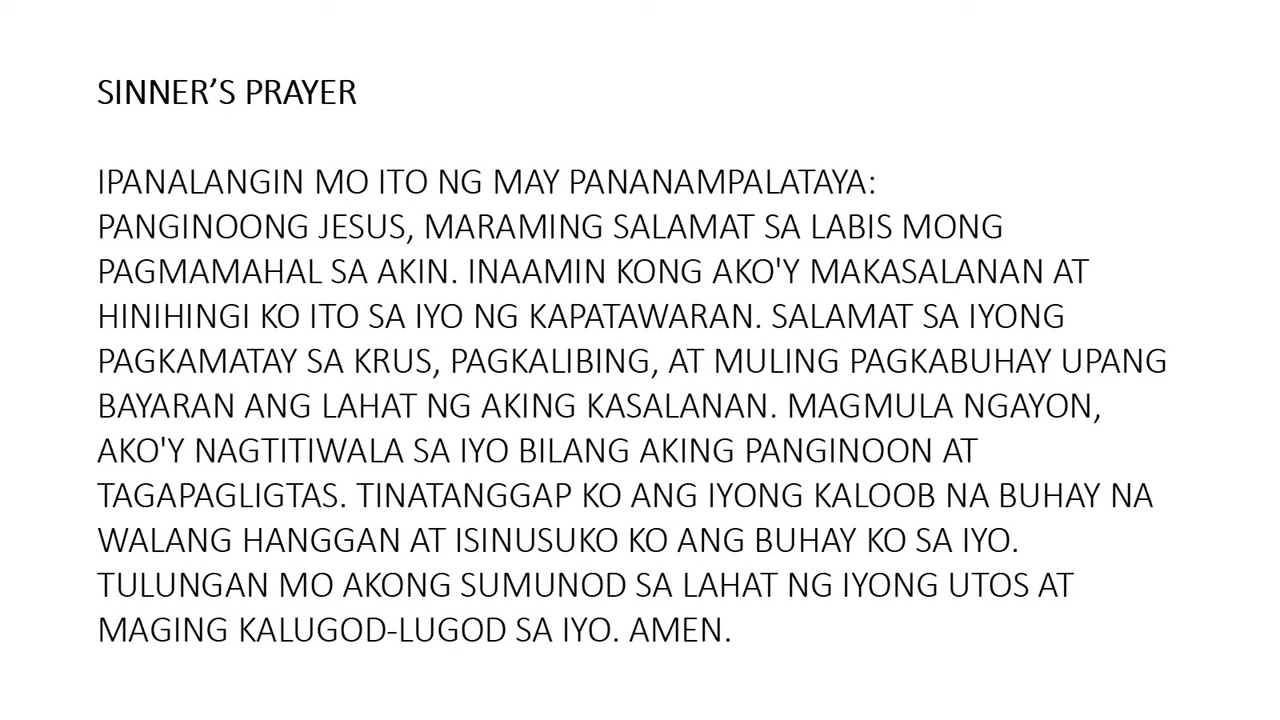 SINNER’S PRAYER
IPANALANGIN MO ITO NG MAY PANANAMPALATAYA:
PANGINOONG JESUS, MARAMING SALAMAT SA LABIS MONG
PAGMAMAHAL SA AKIN. INAAMIN KONG AKO'Y MAKASALANAN AT
HINIHINGI KO ITO SA IYO NG KAPATAWARAN. SALAMAT SA IYONG
PAGKAMATAY SA KRUS, PAGKALIBING, AT MULING PAGKABUHAY UPANG
BAYARAN ANG LAHAT NG AKING KASALANAN. MAGMULA NGAYON,
AKO'Y NAGTITIWALA SA IYO BILANG AKING PANGINOON AT
TAGAPAGLIGTAS. TINATANGGAP KO ANG IYONG KALOOB NA BUHAY NA
WALANG HANGGAN AT ISINUSUKO KO ANG BUHAY KO SA IYO.
TULUNGAN MO AKONG SUMUNOD SA LAHAT NG IYONG UTOS AT
MAGING KALUGOD-LUGOD SA IYO. AMEN.